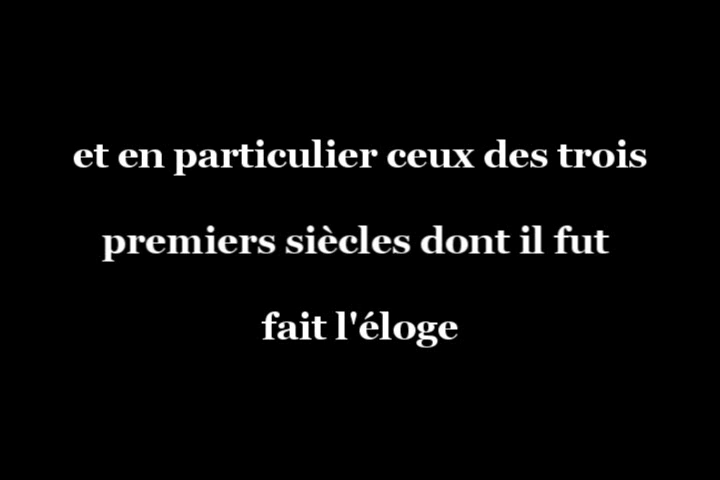 et en particulier ceux des trois
premiers siècles dont il fut
fait l'éloge